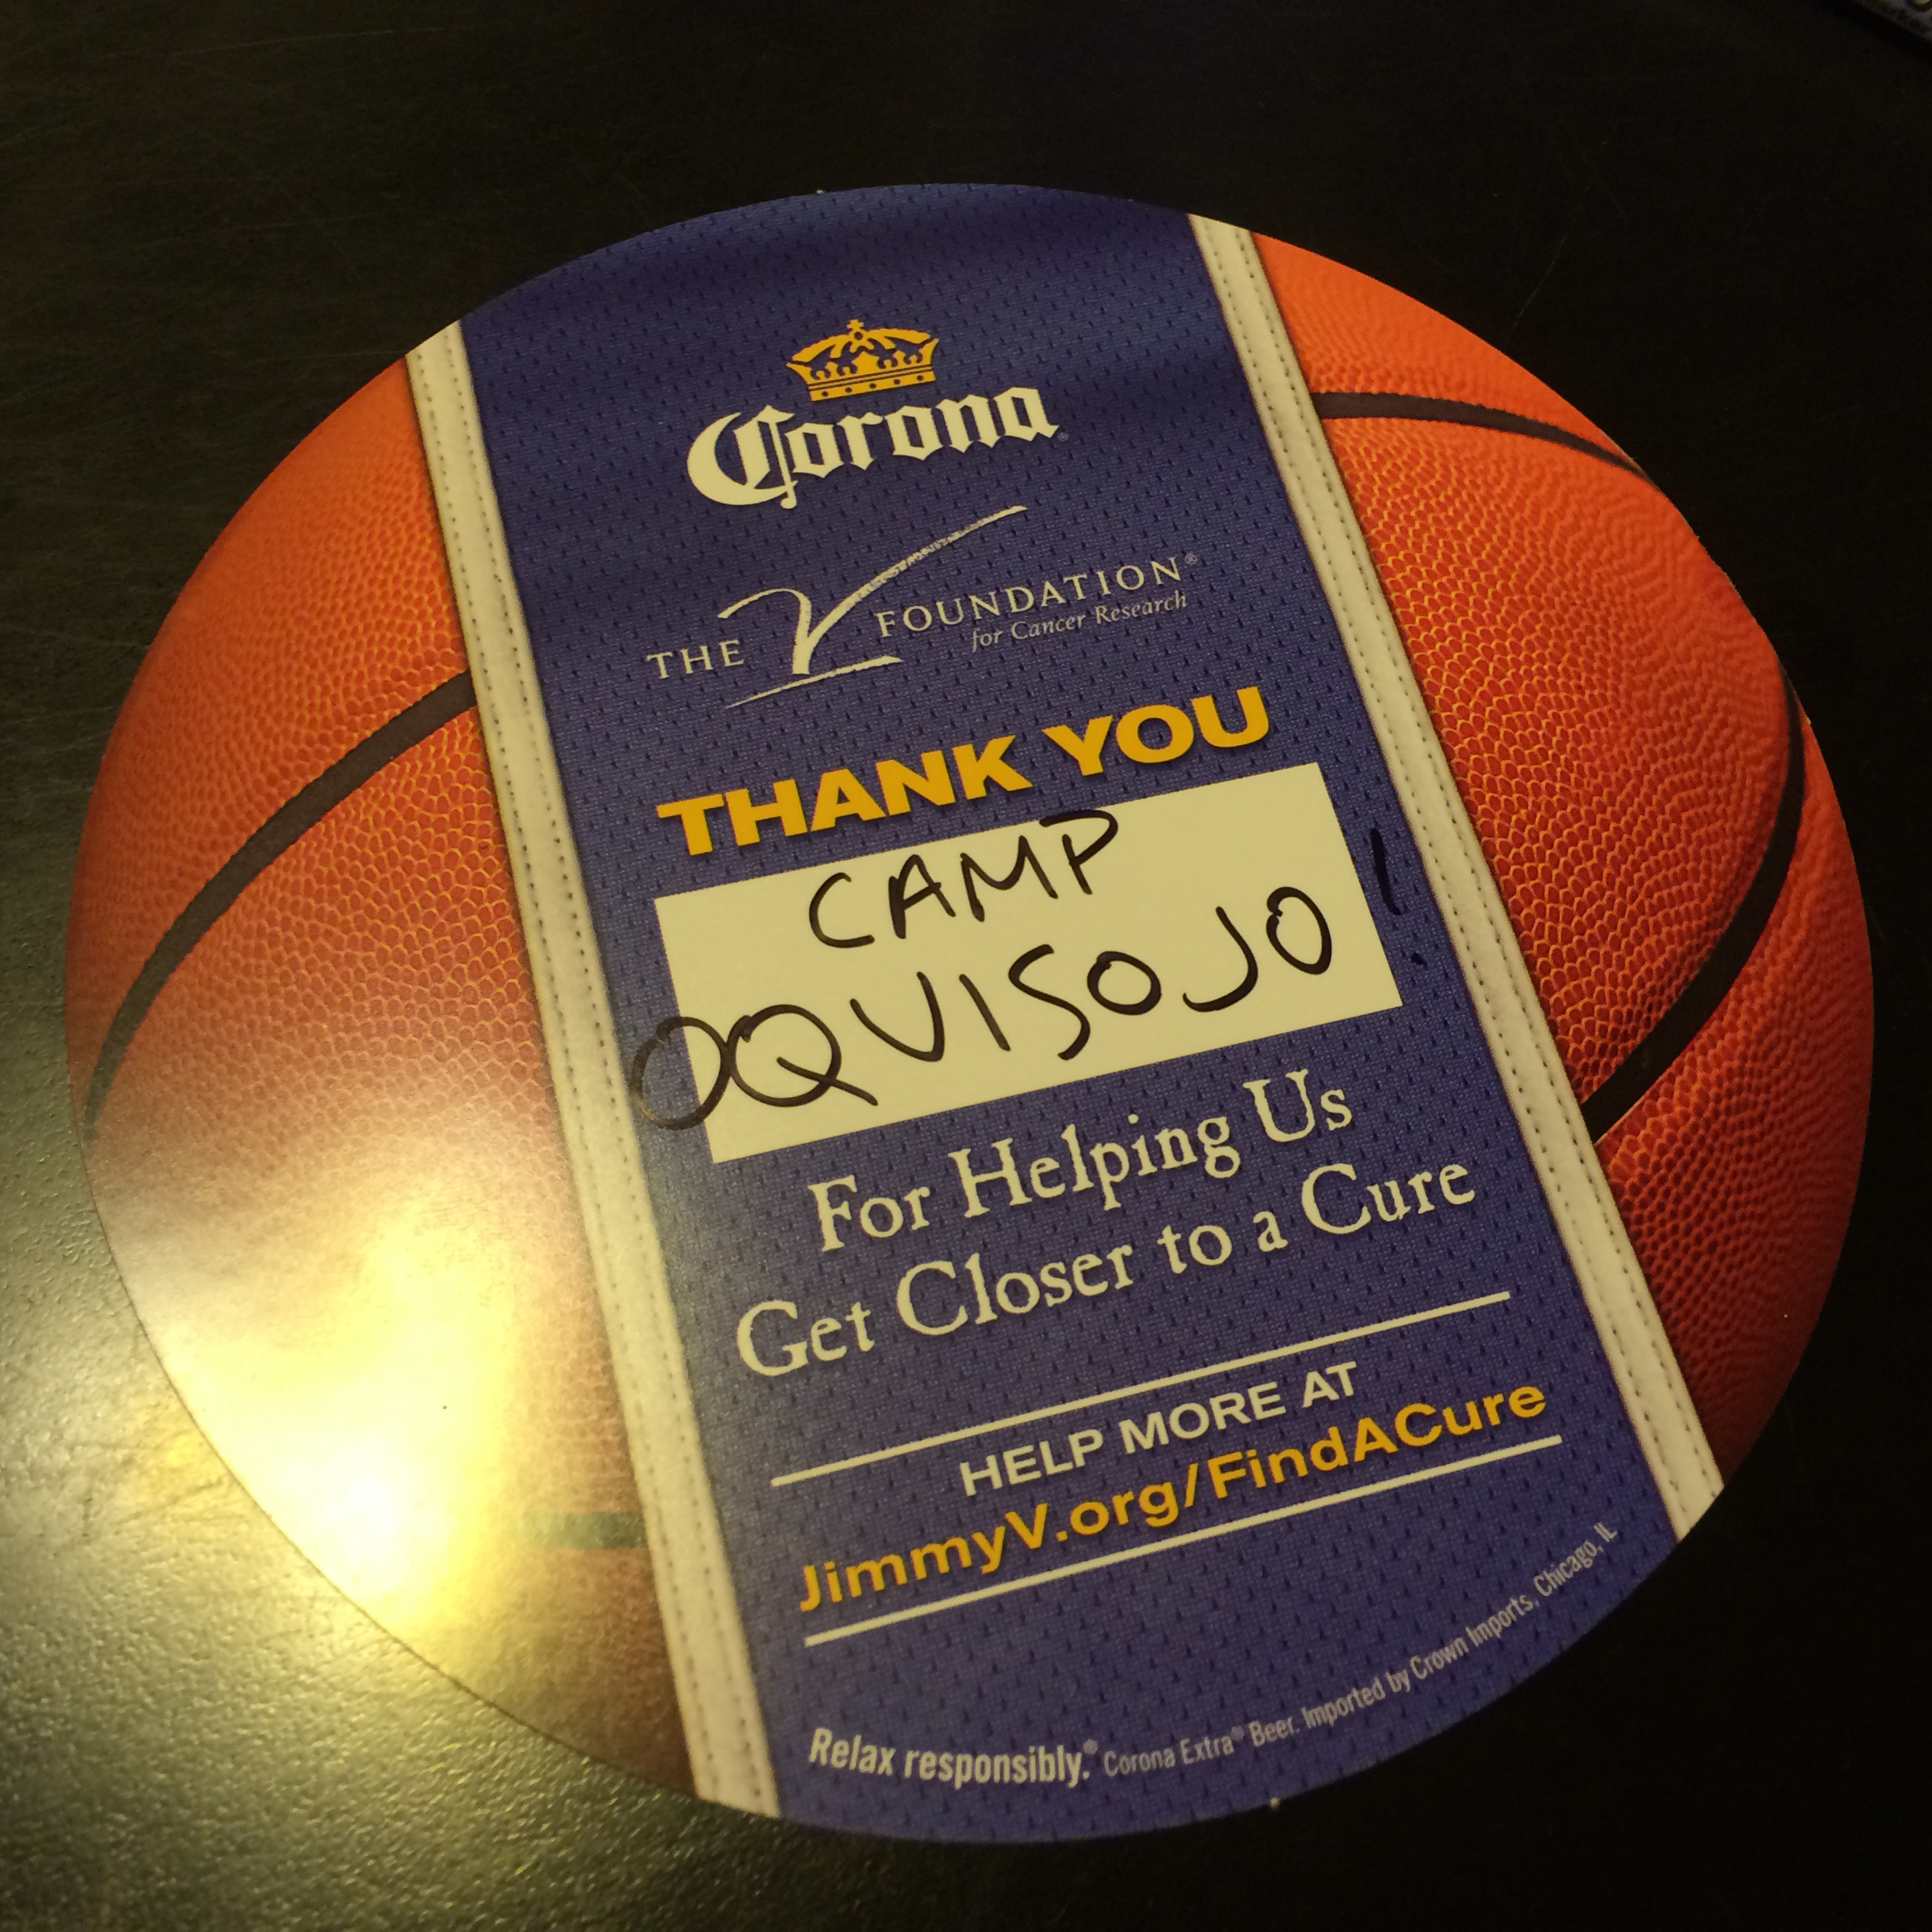 Corona
THE V FOUNDATION®
for Cancer Research
THANK YOU
CAMP
OQUISOJO!
For Helping Us
Get Closer to a Cure
HELP MORE AT
JimmyV.org/FindACure
Relax responsibly.® Corona Extra® Beer. Imported by Crown Imports, Chicago, IL